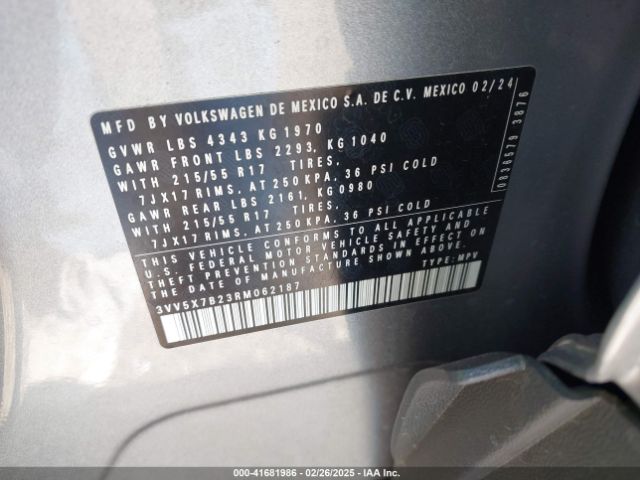 MFD BY VOLKSWAGEN DE MEXICO S.A. DE C.V. MEXICO 02/24
GVWR LBS 4343 KG 1970
GAWR FRONT LBS 2293, KG 1040
WITH 215/55 R17 TIRES,
7JX17 RIMS, AT 250 KPA, 36 PSI COLD
GAWR REAR LBS 2161, KG 0980
WITH 215/55 R17 TIRES,
7JX17 RIMS, AT 250 KPA, 36 PSI COLD
THIS VEHICLE CONFORMS TO ALL APPLICABLE
U.S. FEDERAL MOTOR VEHICLE SAFETY AND
THEFT PREVENTION STANDARDS IN EFFECT ON
THE DATE OF MANUFACTURE SHOWN ABOVE.
3VV5X7B23RM062187 TYPE: MPV
0836579 3876
000-41681986 - 02/26/2025 - IAA Inc.